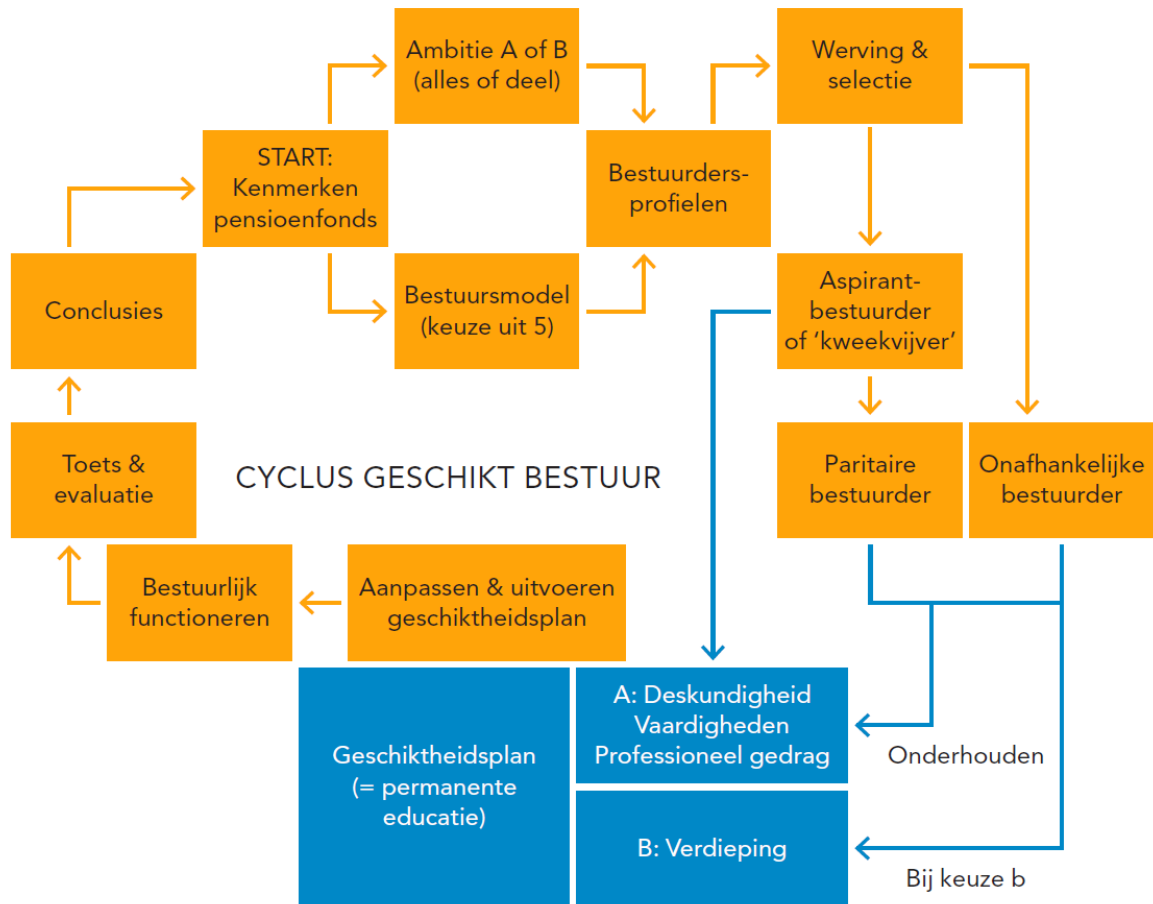 Ambitie A of B
(alles of deel)
Werving &
selectie
START:
Kenmerken
pensioenfonds
Bestuurders-
profielen
Conclusies
Bestuursmodel
(keuze uit 5)
Aspirant-
bestuurder
of ‘kweekvijver’
Toets &
evaluatie
CYCLUS GESCHIKT BESTUUR
Paritaire
bestuurder
Onafhankelijke
bestuurder
Bestuurlijk
functioneren
Aanpassen & uitvoeren
geschiktheidsplan
Geschiktheidsplan
(= permanente
educatie)
A: Deskundigheid
Vaardigheden
Professioneel gedrag
Onderhouden
B: Verdieping
Bij keuze b